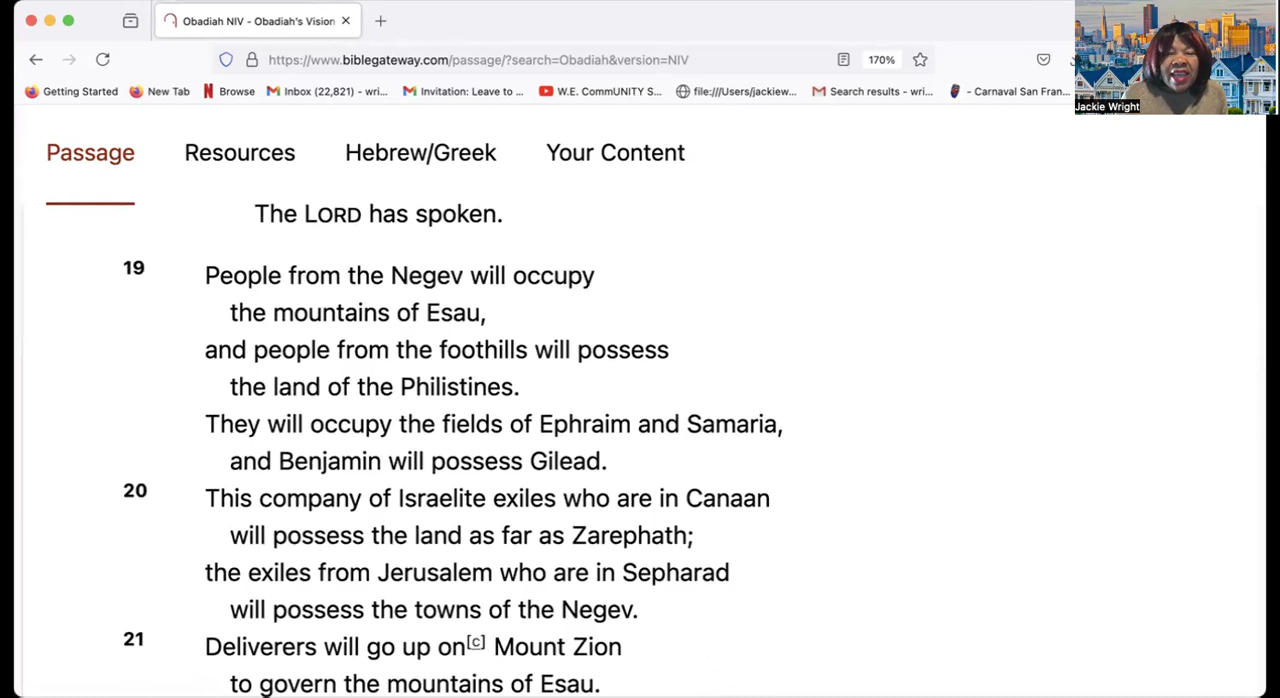 Obadiah NIV - Obadiah's Vision
https://www.biblegateway.com/passage/?search=Obadiah&version=NIV
170%
Getting Started
New Tab
Browse
Inbox (22,821) - wri...
Invitation: Leave to ...
W.E. CommUNITY S...
file:///Users/jackiew...
Search results - wri...
- Carnaval San Fran...
Jackie Wright
Passage
Resources
Hebrew/Greek
Your Content
The LORD has spoken.
19 People from the Negev will occupy
the mountains of Esau,
and people from the foothills will possess
the land of the Philistines.
They will occupy the fields of Ephraim and Samaria,
and Benjamin will possess Gilead.
20 This company of Israelite exiles who are in Canaan
will possess the land as far as Zarephath;
the exiles from Jerusalem who are in Sepharad
will possess the towns of the Negev.
21 Deliverers will go up on[c] Mount Zion
to govern the mountains of Esau.